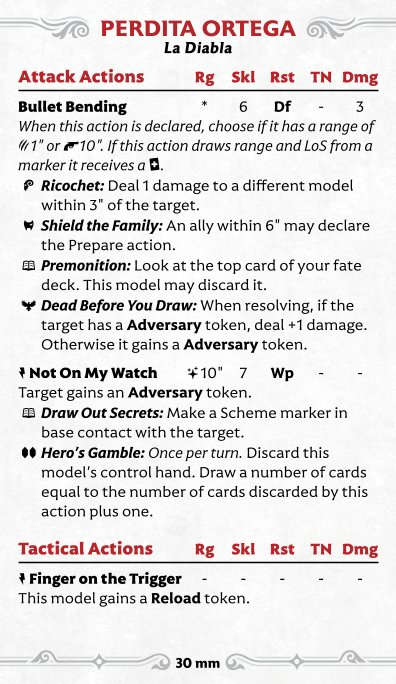 PERDITA ORTEGA
La Diabla
Attack Actions Rg Skl Rst TN Dmg
Bullet Bending * 6 Df - 3
When this action is declared, choose if it has a range of
1" or 10". If this action draws range and LoS from a
marker it receives a .
Ricochet: Deal 1 damage to a different model
within 3" of the target.
Shield the Family: An ally within 6" may declare
the Prepare action.
Premonition: Look at the top card of your fate
deck. This model may discard it.
Dead Before You Draw: When resolving, if the
target has a Adversary token, deal +1 damage.
Otherwise it gains a Adversary token.
Not On My Watch 10" 7 Wp - -
Target gains an Adversary token.
Draw Out Secrets: Make a Scheme marker in
base contact with the target.
Hero's Gamble: Once per turn. Discard this
model's control hand. Draw a number of cards
equal to the number of cards discarded by this
action plus one.
Tactical Actions Rg Skl Rst TN Dmg
Finger on the Trigger - - - - -
This model gains a Reload token.
30 mm